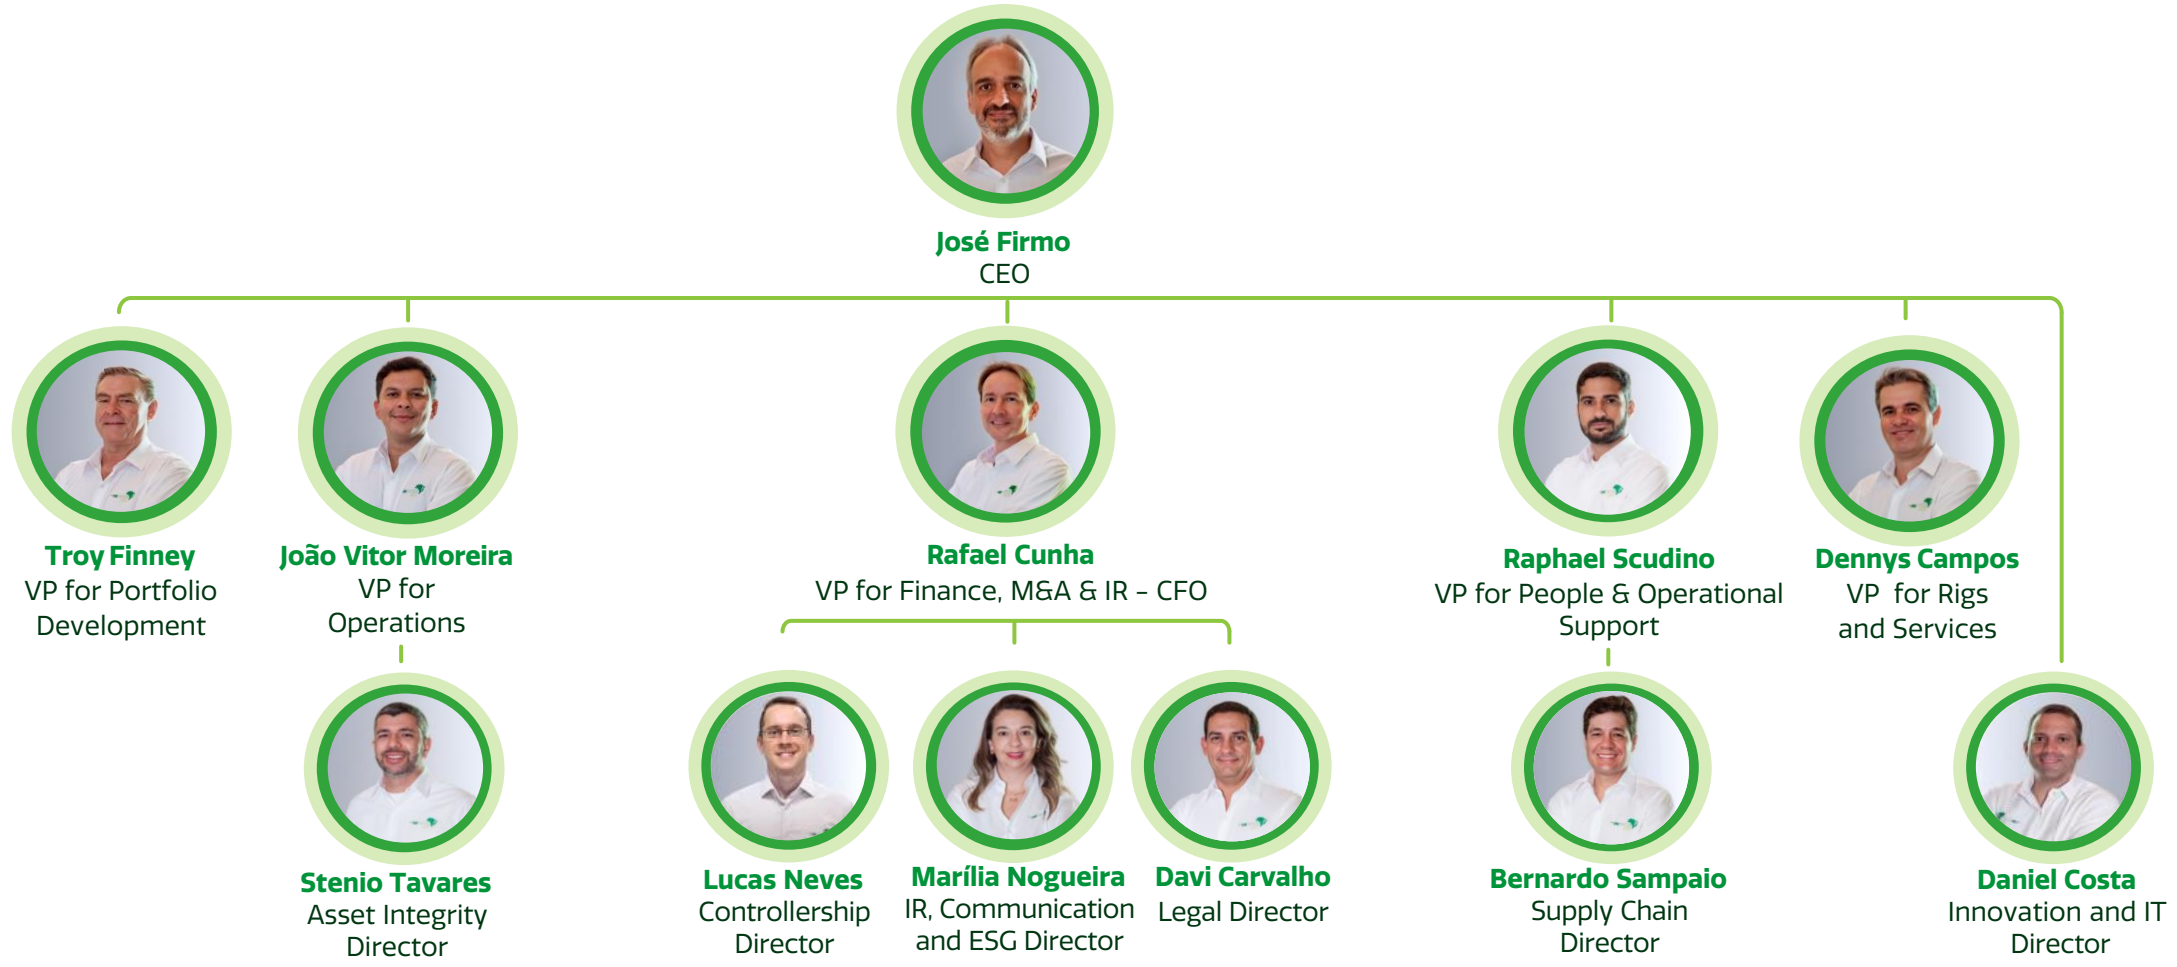 José Firmo
CEO
Troy Finney
VP for Portfolio
Development
João Vitor Moreira
VP for
Operations
Rafael Cunha
VP for Finance, M&A & IR – CFO
Raphael Scudino
VP for People & Operational
Support
Dennys Campos
VP for Rigs
and Services
Stenio Tavares
Asset Integrity
Director
Lucas Neves
Controllership
Director
Marília Nogueira
IR, Communication
and ESG Director
Davi Carvalho
Legal Director
Bernardo Sampaio
Supply Chain
Director
Daniel Costa
Innovation and IT
Director